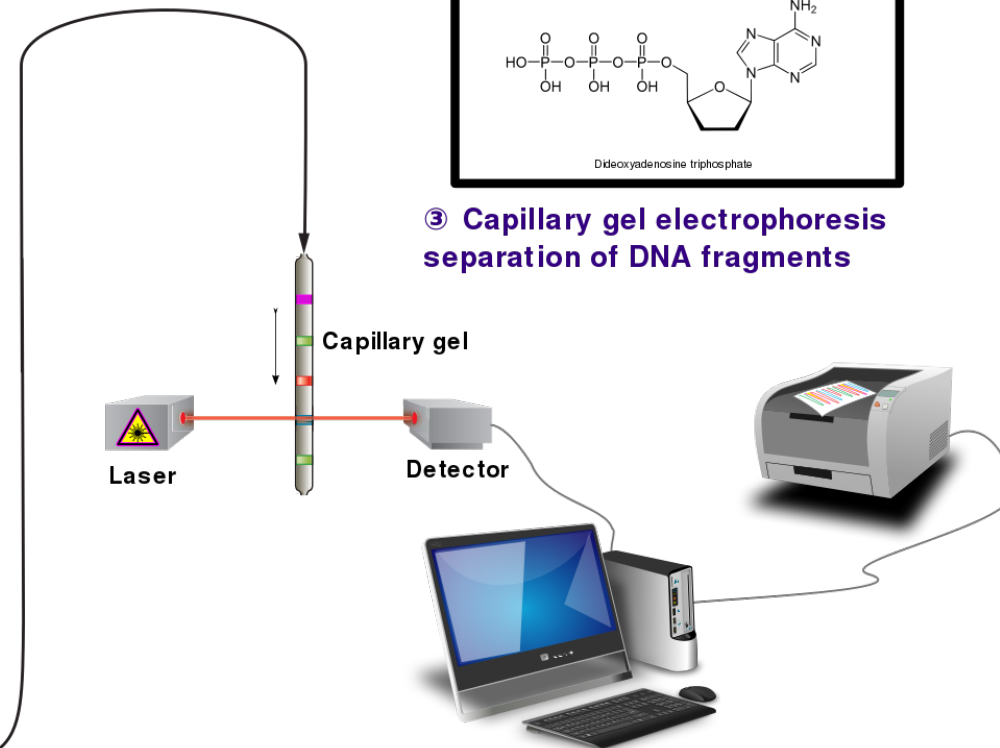 NH₂
N
N
N
N
O
O
O
HO
P
O
P
O
P
O
OH
OH
OH
O
Dideoxyadenosine triphosphate
③ Capillary gel electrophoresis
separation of DNA fragments
Capillary gel
Laser
Detector